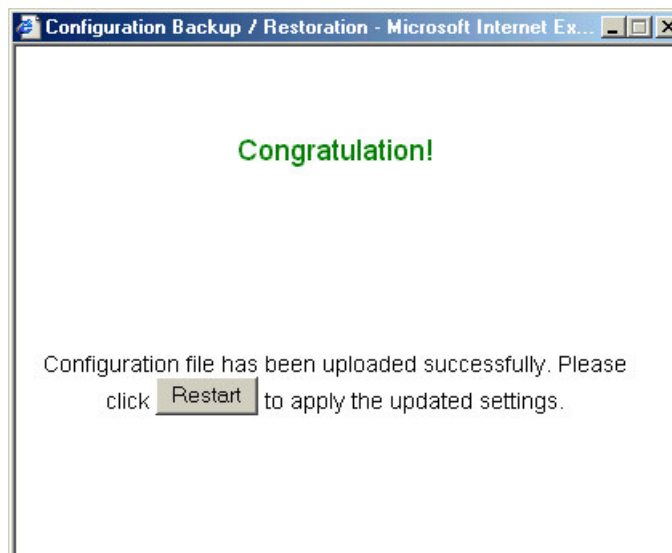 Configuration Backup / Restoration - Microsoft Internet Ex...
Congratulation!
Configuration file has been uploaded successfully. Please
click Restart to apply the updated settings.